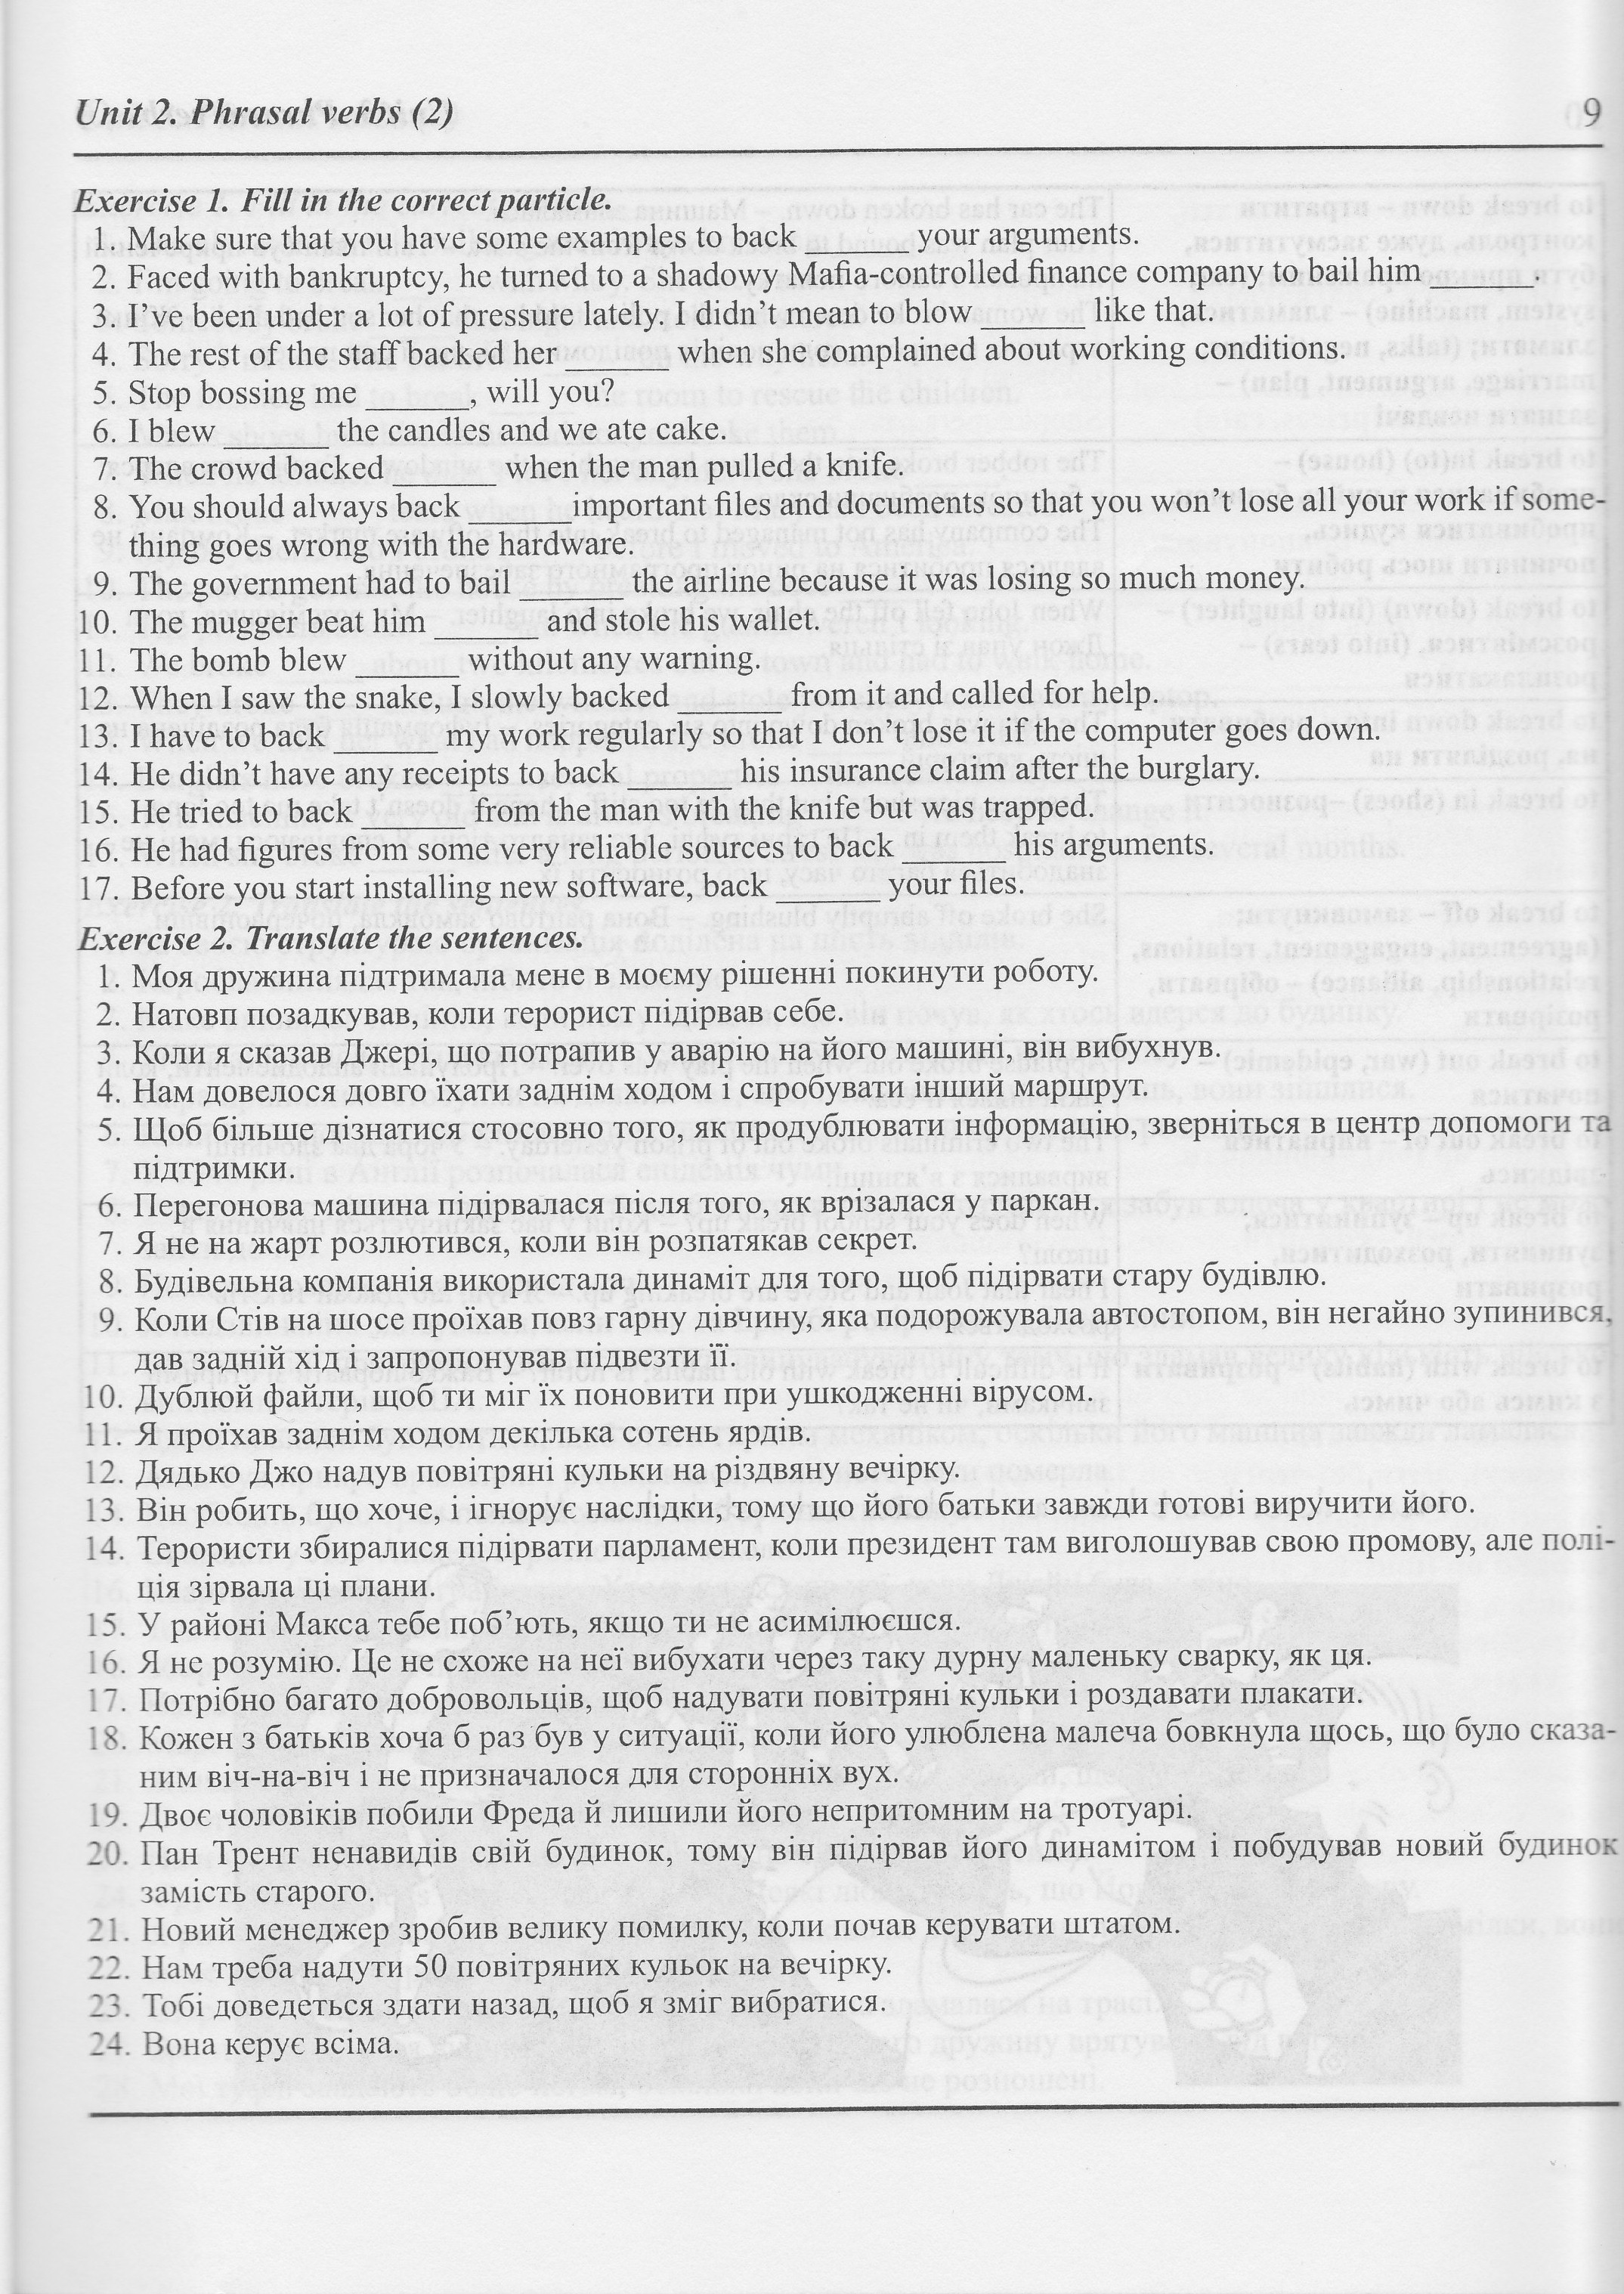 Unit 2. Phrasal verbs (2) 9
Exercise 1. Fill in the correct particle.
1. Make sure that you have some examples to back ______ your arguments.
2. Faced with bankruptcy, he turned to a shadowy Mafia-controlled finance company to bail him ______.
3. I’ve been under a lot of pressure lately. I didn’t mean to blow ______ like that.
4. The rest of the staff backed her ______ when she complained about working conditions.
5. Stop bossing me ______, will you?
6. I blew ______ the candles and we ate cake.
7. The crowd backed ______ when the man pulled a knife.
8. You should always back ______important files and documents so that you won’t lose all your work if some-
thing goes wrong with the hardware.
9. The government had to bail ______ the airline because it was losing so much money.
10. The mugger beat him ______ and stole his wallet.
11. The bomb blew ______ without any warning.
12. When I saw the snake, I slowly backed ______ from it and called for help.
13. I have to back ______ my work regularly so that I don’t lose it if the computer goes down.
14. He didn’t have any receipts to back ______ his insurance claim after the burglary.
15. He tried to back ______ from the man with the knife but was trapped.
16. He had figures from some very reliable sources to back ______ his arguments.
17. Before you start installing new software, back ______ your files.
Exercise 2. Translate the sentences.
1. Моя дружина підтримала мене в моєму рішенні покинути роботу.
2. Натовп позадкував, коли терорист підірвав себе.
3. Коли я сказав Джері, що потрапив у аварію на його машині, він вибухнув.
4. Нам довелося довго їхати заднім ходом і спробувати інший маршрут.
5. Щоб більше дізнатися стосовно того, як продублювати інформацію, зверніться в центр допомоги та
підтримки.
6. Перегонова машина підірвалася після того, як врізалася у паркан.
7. Я не на жарт розлютився, коли він розпатякав секрет.
8. Будівельна компанія використала динаміт для того, щоб підірвати стару будівлю.
9. Коли Стів на шосе проїхав повз гарну дівчину, яка подорожувала автостопом, він негайно зупинився,
дав задній хід і запропонував підвезти її.
10. Дублюй файли, щоб ти міг їх поновити при ушкодженні вірусом.
11. Я проїхав заднім ходом декілька сотень ярдів.
12. Дядько Джо надув повітряні кульки на різдвяну вечірку.
13. Він робить, що хоче, і ігнорує наслідки, тому що його батьки завжди готові виручити його.
14. Терористи збиралися підірвати парламент, коли президент там виголошував свою промову, але полі-
ція зірвала ці плани.
15. У районі Макса тебе поб’ють, якщо ти не асимілюєшся.
16. Я не розумію. Це не схоже на неї вибухати через таку дурну маленьку сварку, як ця.
17. Потрібно багато добровольців, щоб надувати повітряні кульки і роздавати плакати.
18. Кожен з батьків хоча б раз був у ситуації, коли його улюблена малеча бовкнула щось, що було сказа-
ним віч-на-віч і не призначалося для сторонніх вух.
19. Двоє чоловіків побили Фреда й лишили його непритомним на тротуарі.
20. Пан Трент ненавидів свій будинок, тому він підірвав його динамітом і побудував новий будинок
замість старого.
21. Новий менеджер зробив велику помилку, коли почав керувати штатом.
22. Нам треба надути 50 повітряних кульок на вечірку.
23. Тобі доведеться здати назад, щоб я зміг вибратися.
24. Вона керує всіма.